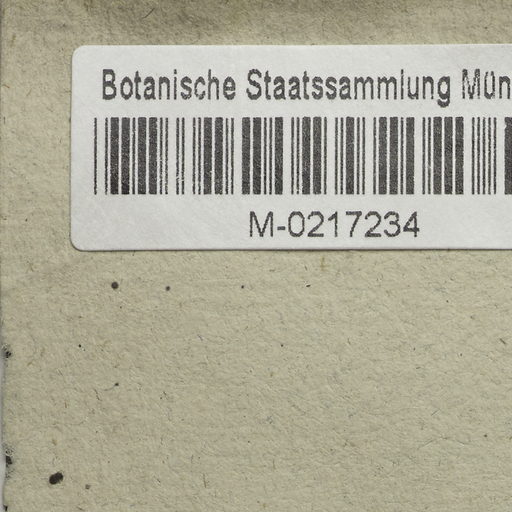 Botanische Staatssammlung Mün
M-0217234